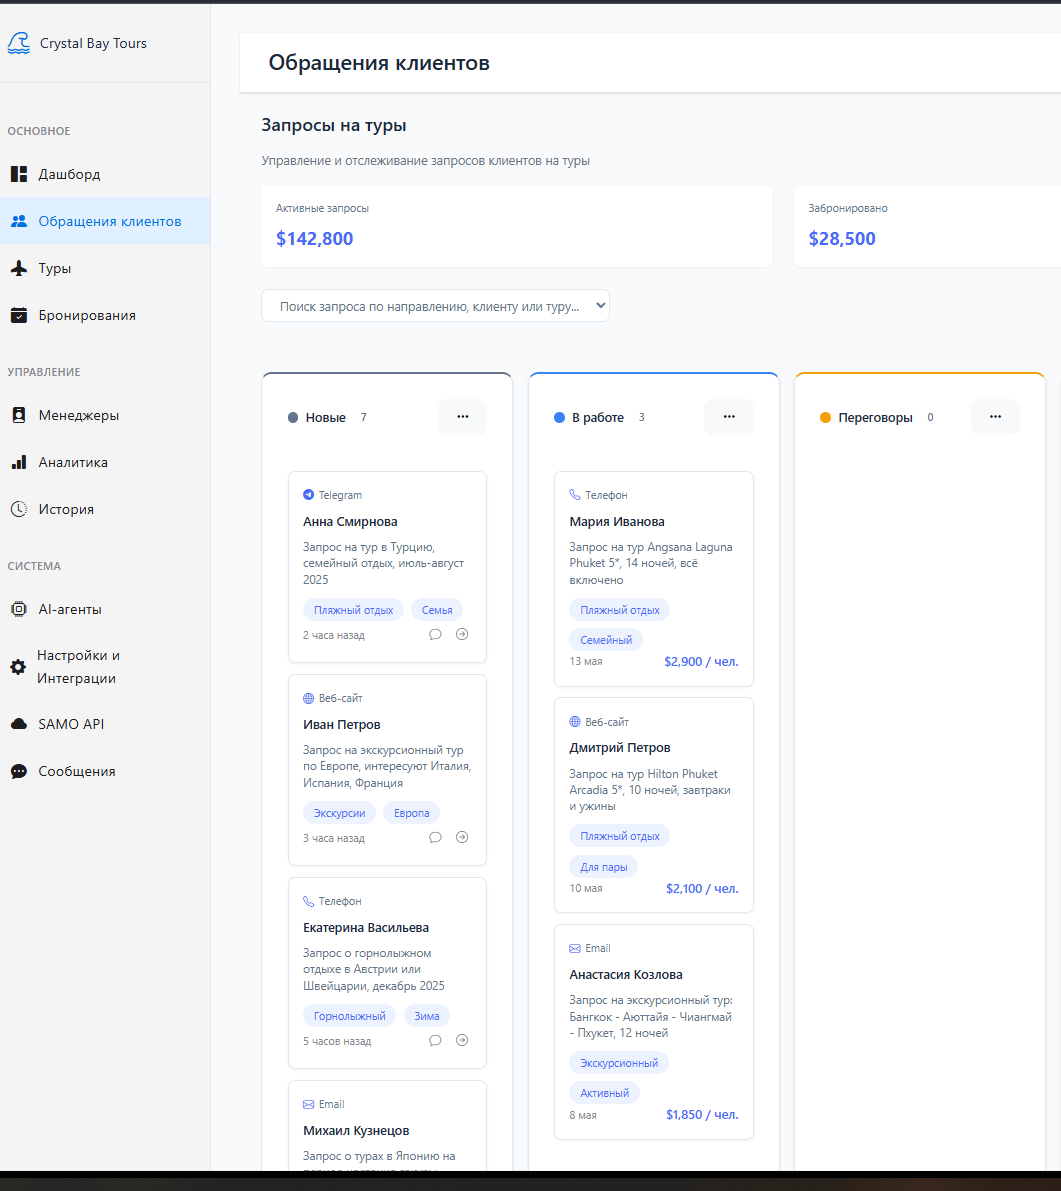 Crystal Bay Tours
ОСНОВНОЕ
Дашборд
Обращения клиентов
Туры
Бронирования
УПРАВЛЕНИЕ
Менеджеры
Аналитика
История
СИСТЕМА
AI-агенты
Настройки и
Интеграции
SAMO API
Сообщения
Обращения клиентов
Запросы на туры
Управление и отслеживание запросов клиентов на туры
Активные запросы
$142,800
Забронировано
$28,500
Поиск запроса по направлению, клиенту или туру...
Новые 7
Telegram
Анна Смирнова
Запрос на тур в Турцию,
семейный отдых, июль-август
2025
Пляжный отдых Семья
2 часа назад
Веб-сайт
Иван Петров
Запрос на экскурсионный тур
по Европе, интересуют Италия,
Испания, Франция
Экскурсии Европа
3 часа назад
Телефон
Екатерина Васильева
Запрос о горнолыжном
отдыхе в Австрии или
Швейцарии, декабрь 2025
Горнолыжный Зима
5 часов назад
Email
Михаил Кузнецов
Запрос о турах в Японию на
В работе 3
Телефон
Мария Иванова
Запрос на тур Angsana Laguna
Phuket 5*, 14 ночей, всё
включено
Пляжный отдых
Семейный
13 мая $2,900 / чел.
Веб-сайт
Дмитрий Петров
Запрос на тур Hilton Phuket
Arcadia 5*, 10 ночей, завтраки
и ужины
Пляжный отдых
Для пары
10 мая $2,100 / чел.
Email
Анастасия Козлова
Запрос на экскурсионный тур:
Бангкок - Аюттайя - Чиангмай
- Пхукет, 12 ночей
Экскурсионный
Активный
8 мая $1,850 / чел.
Переговоры 0